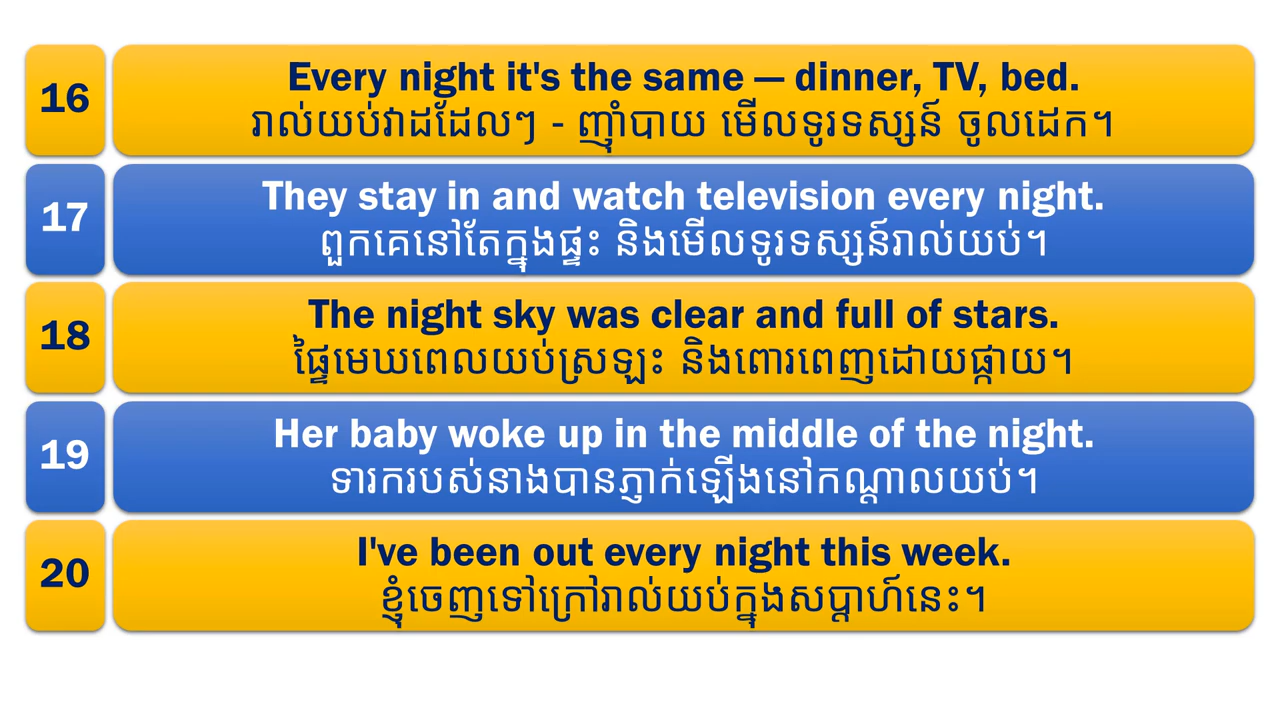 16
Every night it's the same — dinner, TV, bed.
រាល់យប់វាដដែលៗ - ញ៉ាំបាយ មើលទូរទស្សន៍ ចូលដេក។
17
They stay in and watch television every night.
ពួកគេនៅតែក្នុងផ្ទះ និងមើលទូរទស្សន៍រាល់យប់។
18
The night sky was clear and full of stars.
ផ្ទៃមេឃពេលយប់ស្រឡះ និងពោរពេញដោយផ្កាយ។
19
Her baby woke up in the middle of the night.
ទារករបស់នាងបានភ្ញាក់ឡើងនៅកណ្តាលយប់។
20
I've been out every night this week.
ខ្ញុំចេញទៅក្រៅរាល់យប់ក្នុងសប្តាហ៍នេះ។